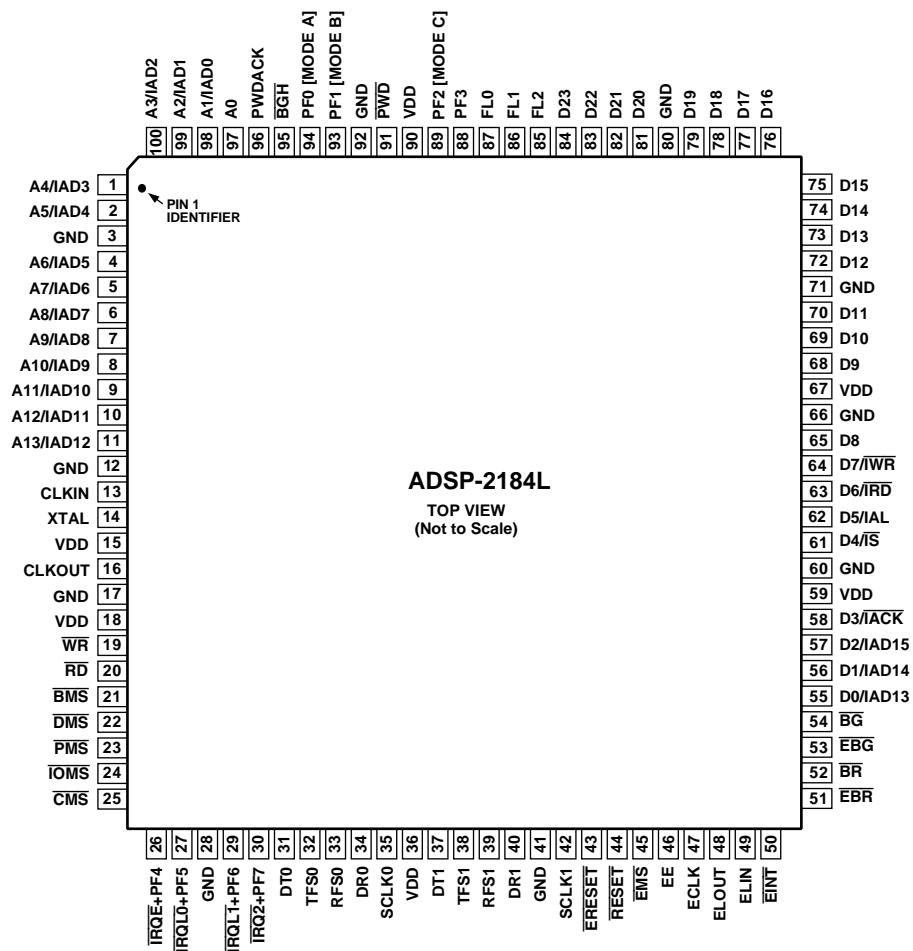 A3/IAD2
A2/IAD1
A1/IAD0
A0
PWDACK
BGH
PF0 [MODE A]
PF1 [MODE B]
GND
PWD
VDD
PF2 [MODE C]
PF3
FL0
FL1
FL2
D23
D22
D21
D20
GND
D19
D18
D17
D16
100 99 98 97 96 95 94 93 92 91 90 89 88 87 86 85 84 83 82 81 80 79 78 77 76
A4/IAD3 1
A5/IAD4 2
GND 3
A6/IAD5 4
A7/IAD6 5
A8/IAD7 6
A9/IAD8 7
A10/IAD9 8
A11/IAD10 9
A12/IAD11 10
A13/IAD12 11
GND 12
CLKIN 13
XTAL 14
VDD 15
CLKOUT 16
GND 17
VDD 18
WR 19
RD 20
BMS 21
DMS 22
PMS 23
IOMS 24
CMS 25
PIN 1
IDENTIFIER
ADSP-2184L
TOP VIEW
(Not to Scale)
75 D15
74 D14
73 D13
72 D12
71 GND
70 D11
69 D10
68 D9
67 VDD
66 GND
65 D8
64 D7/IWR
63 D6/IRD
62 D5/IAL
61 D4/IS
60 GND
59 VDD
58 D3/IACK
57 D2/IAD15
56 D1/IAD14
55 D0/IAD13
54 BG
53 EBG
52 BR
51 EBR
26 27 28 29 30 31 32 33 34 35 36 37 38 39 40 41 42 43 44 45 46 47 48 49 50
IRQE+PF4
IRQL0+PF5
GND
IRQL1+PF6
IRQ2+PF7
DT0
TFS0
RFS0
DR0
SCLK0
VDD
DT1
TFS1
RFS1
DR1
GND
SCLK1
ERESET
RESET
EMS
EE
ECLK
ELOUT
ELIN
EINT